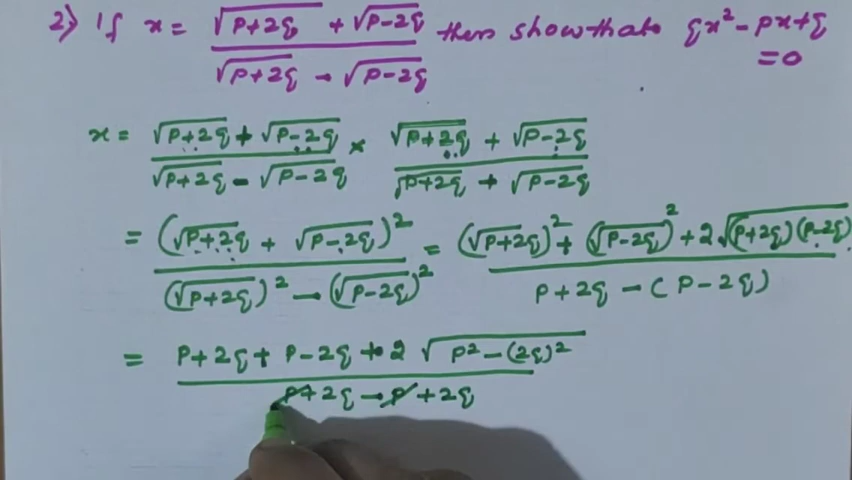 2) If x = (√(p+2q) + √(p-2q)) / (√(p+2q) - √(p-2q)) then show that qx² - px + q = 0
x = (√(p+2q) + √(p-2q)) / (√(p+2q) - √(p-2q)) × (√(p+2q) + √(p-2q)) / (√(p+2q) + √(p-2q))
= (√(p+2q) + √(p-2q))² / ((√(p+2q))² - (√(p-2q))²) = ((√(p+2q))² + (√(p-2q))² + 2√((p+2q)(p-2q))) / (p+2q - (p-2q))
= (p+2q + p-2q + 2√(p² - (2q)²)) / (p+2q - p + 2q)